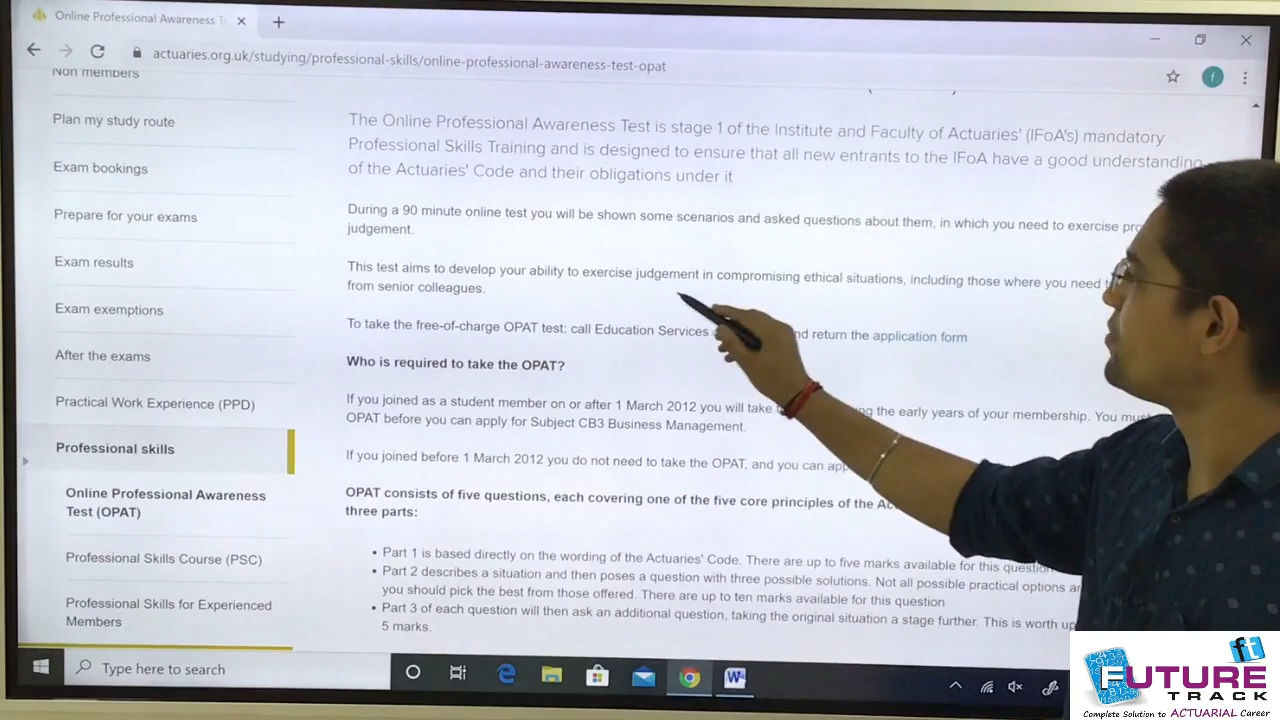 Online Professional Awareness T
actuaries.org.uk/studying/professional-skills/online-professional-awareness-test-opat
f
Non members
Plan my study route
Exam bookings
Prepare for your exams
Exam results
Exam exemptions
After the exams
Practical Work Experience (PPD)
Professional skills
Online Professional Awareness
Test (OPAT)
Professional Skills Course (PSC)
Professional Skills for Experienced
Members
The Online Professional Awareness Test is stage 1 of the Institute and Faculty of Actuaries' (IFoA's) mandatory
Professional Skills Training and is designed to ensure that all new entrants to the IFoA have a good understanding
of the Actuaries' Code and their obligations under it
During a 90 minute online test you will be shown some scenarios and asked questions about them, in which you need to exercise
judgement.
This test aims to develop your ability to exercise judgement in compromising ethical situations, including those where you need
from senior colleagues.
To take the free-of-charge OPAT test: call Education Services and return the application form
Who is required to take the OPAT?
If you joined as a student member on or after 1 March 2012 you will take the early years of your membership. You
OPAT before you can apply for Subject CB3 Business Management.
If you joined before 1 March 2012 you do not need to take the OPAT, and you can
OPAT consists of five questions, each covering one of the five core principles of the
three parts:
• Part 1 is based directly on the wording of the Actuaries' Code. There are up to five marks available for this question
• Part 2 describes a situation and then poses a question with three possible solutions. Not all possible practical options
you should pick the best from those offered. There are up to ten marks available for this question
• Part 3 of each question will then ask an additional question, taking the original situation a stage further. This is worth up
5 marks.
Type here to search
W
ft
FUTURE
TRACK
Complete Solution to ACTUARIAL Career